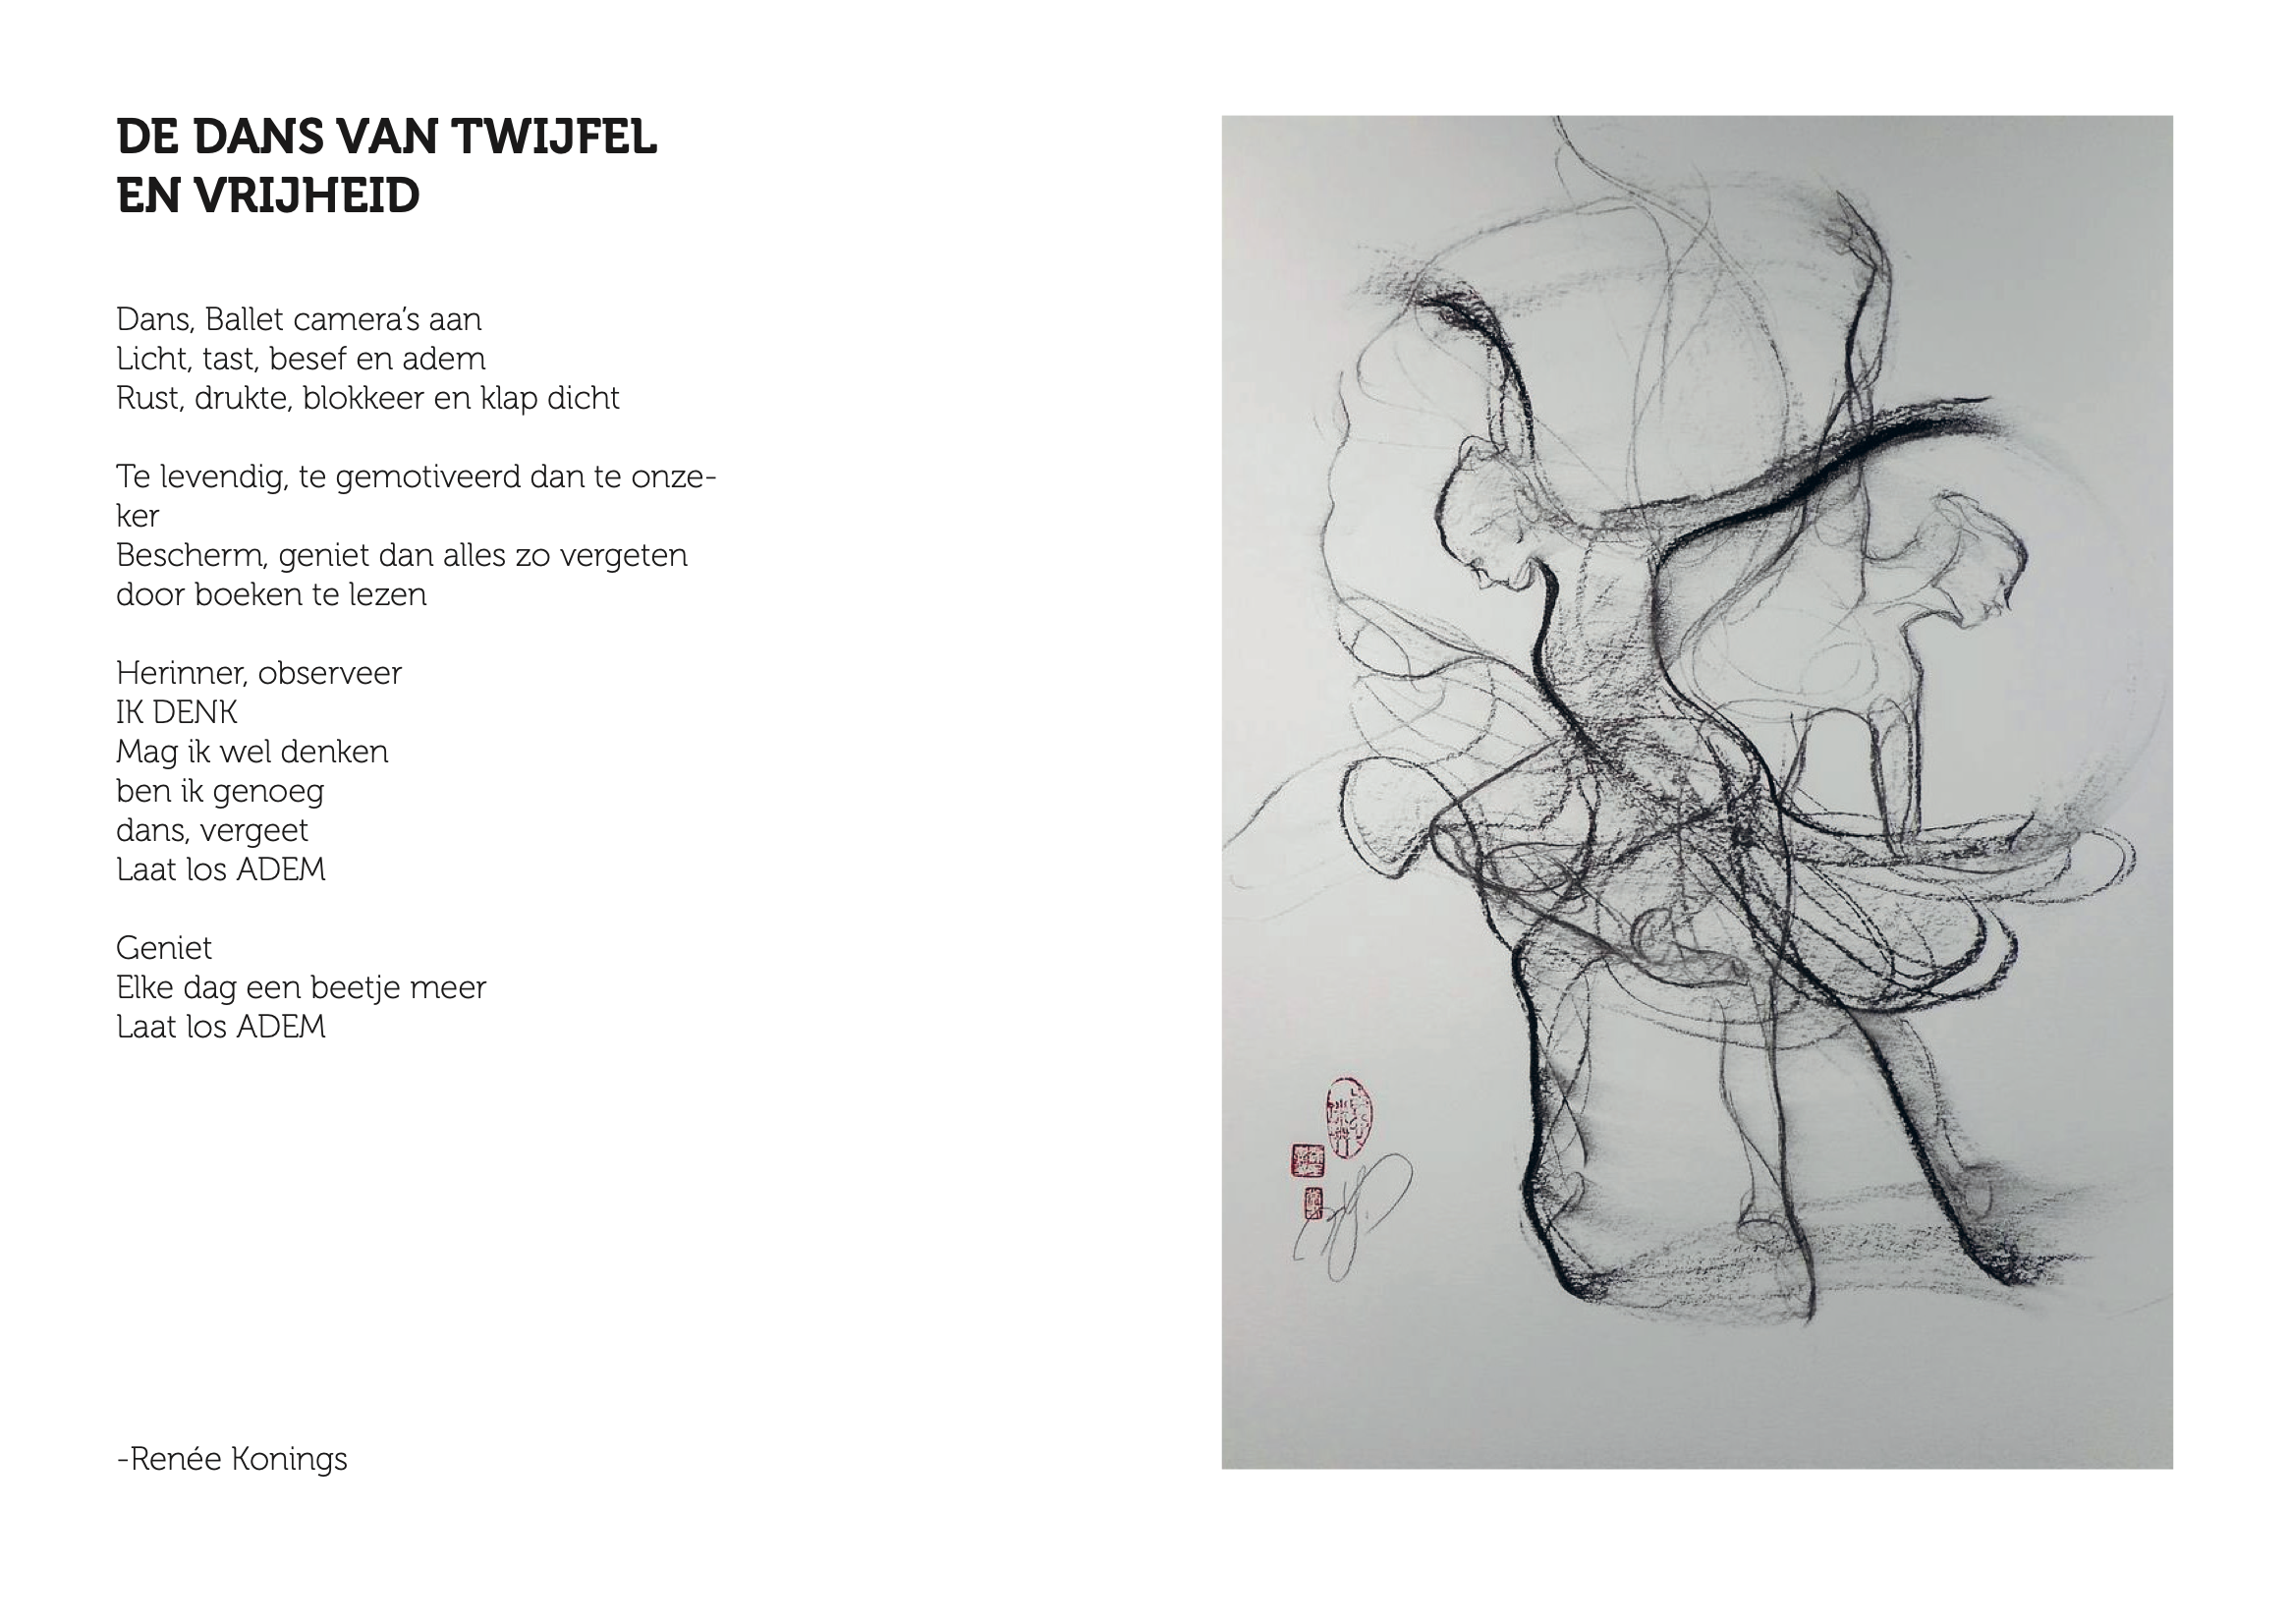 DE DANS VAN TWIJFEL
EN VRIJHEID
Dans, Ballet camera’s aan
Licht, tast, besef en adem
Rust, drukte, blokkeer en klap dicht
Te levendig, te gemotiveerd dan te onze-
ker
Bescherm, geniet dan alles zo vergeten
door boeken te lezen
Herinner, observeer
IK DENK
Mag ik wel denken
ben ik genoeg
dans, vergeet
Laat los ADEM
Geniet
Elke dag een beetje meer
Laat los ADEM
-Renée Konings